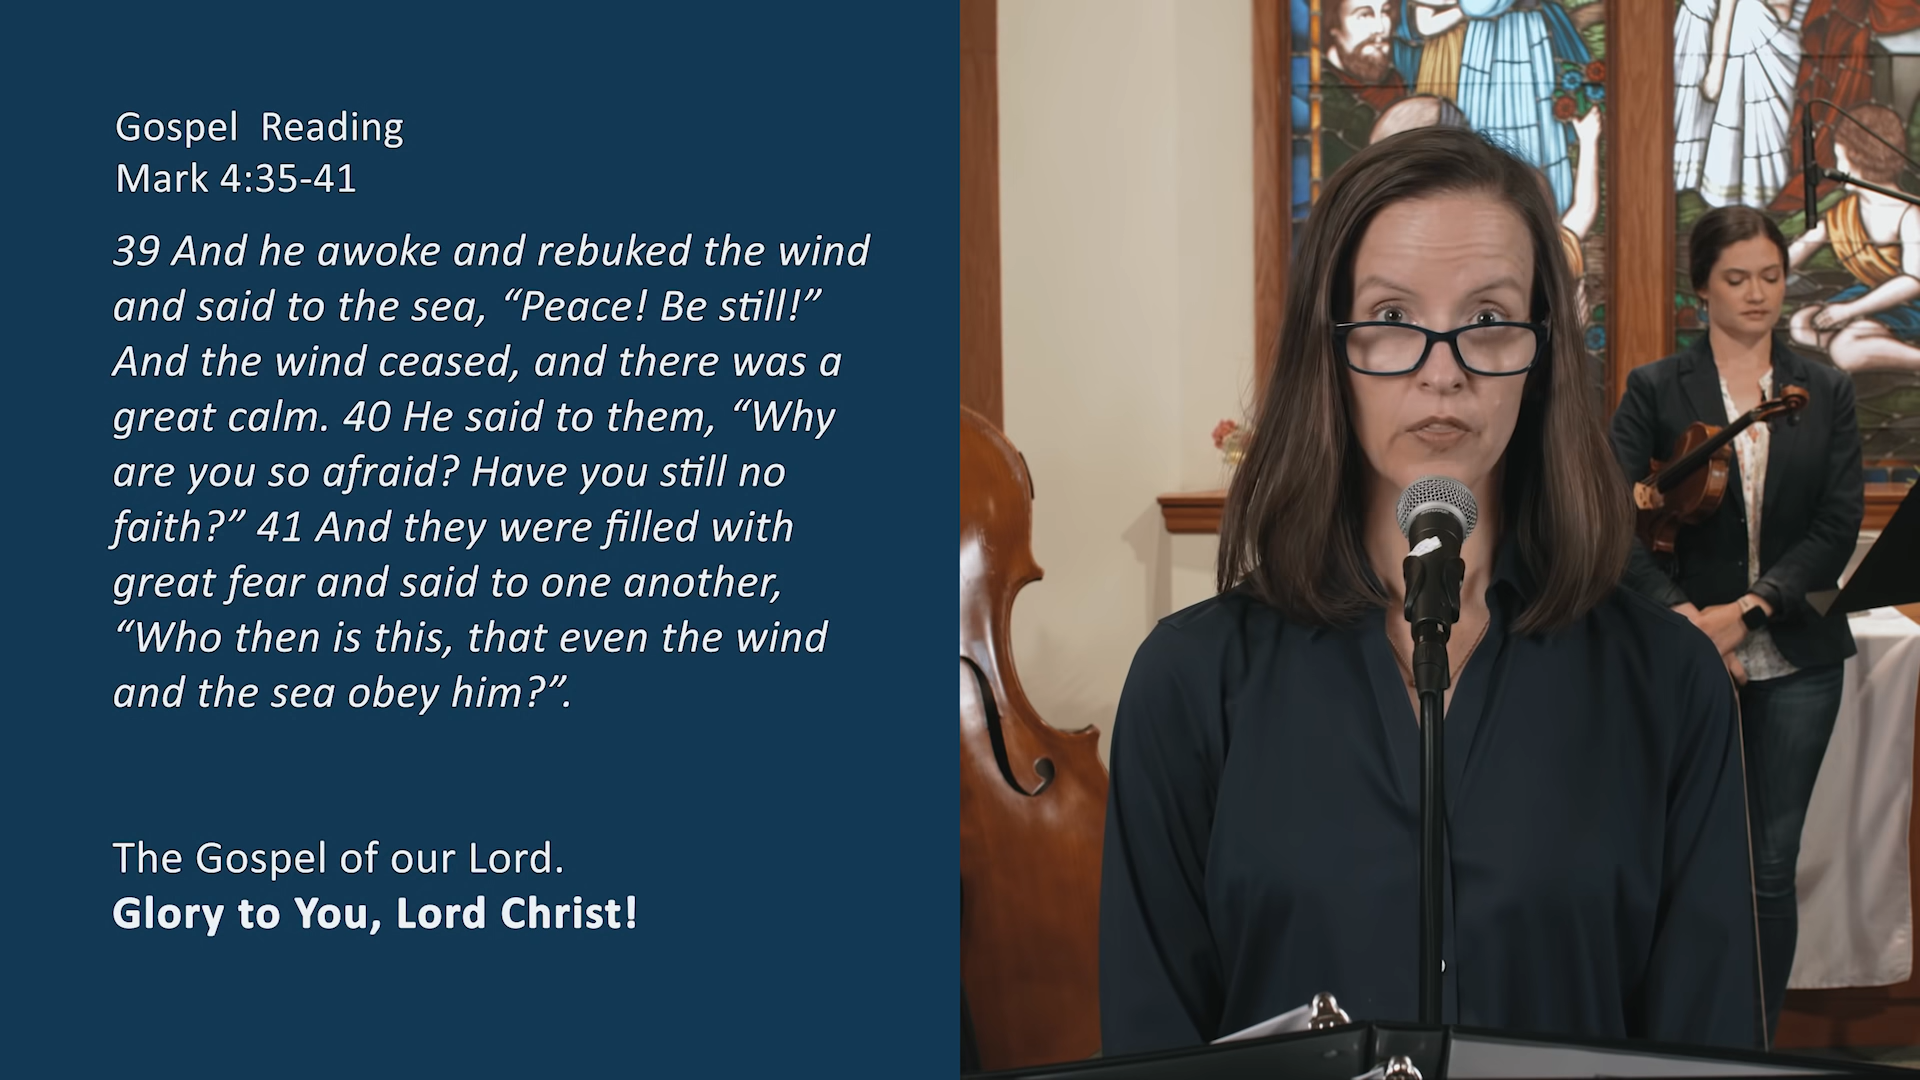 Gospel  Reading
Mark 4:35-41
39 And he awoke and rebuked the wind
and said to the sea, “Peace! Be still!”
And the wind ceased, and there was a
great calm. 40 He said to them, “Why
are you so afraid? Have you still no
faith?” 41 And they were filled with
great fear and said to one another,
“Who then is this, that even the wind
and the sea obey him?”.
The Gospel of our Lord.
Glory to You, Lord Christ!